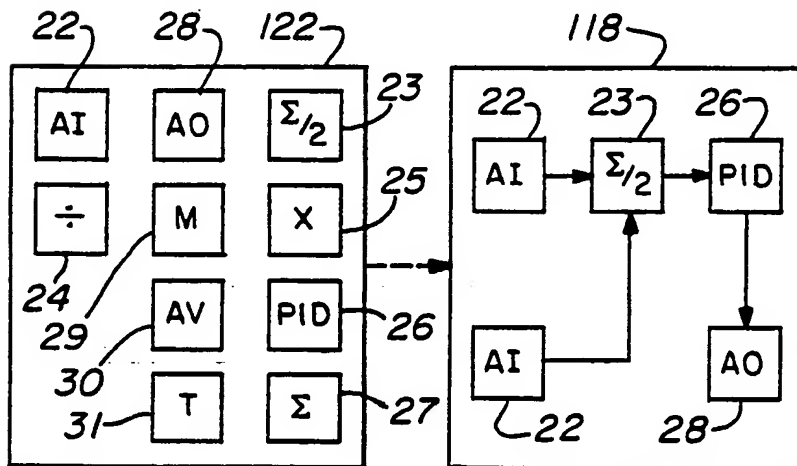 22 28 122 118
AI AO Σ/2 23 22 23 26
AI Σ/2 PID
÷ M X 25
24 29
AV PID 26 AI AO
30
31 T Σ 27 22 28